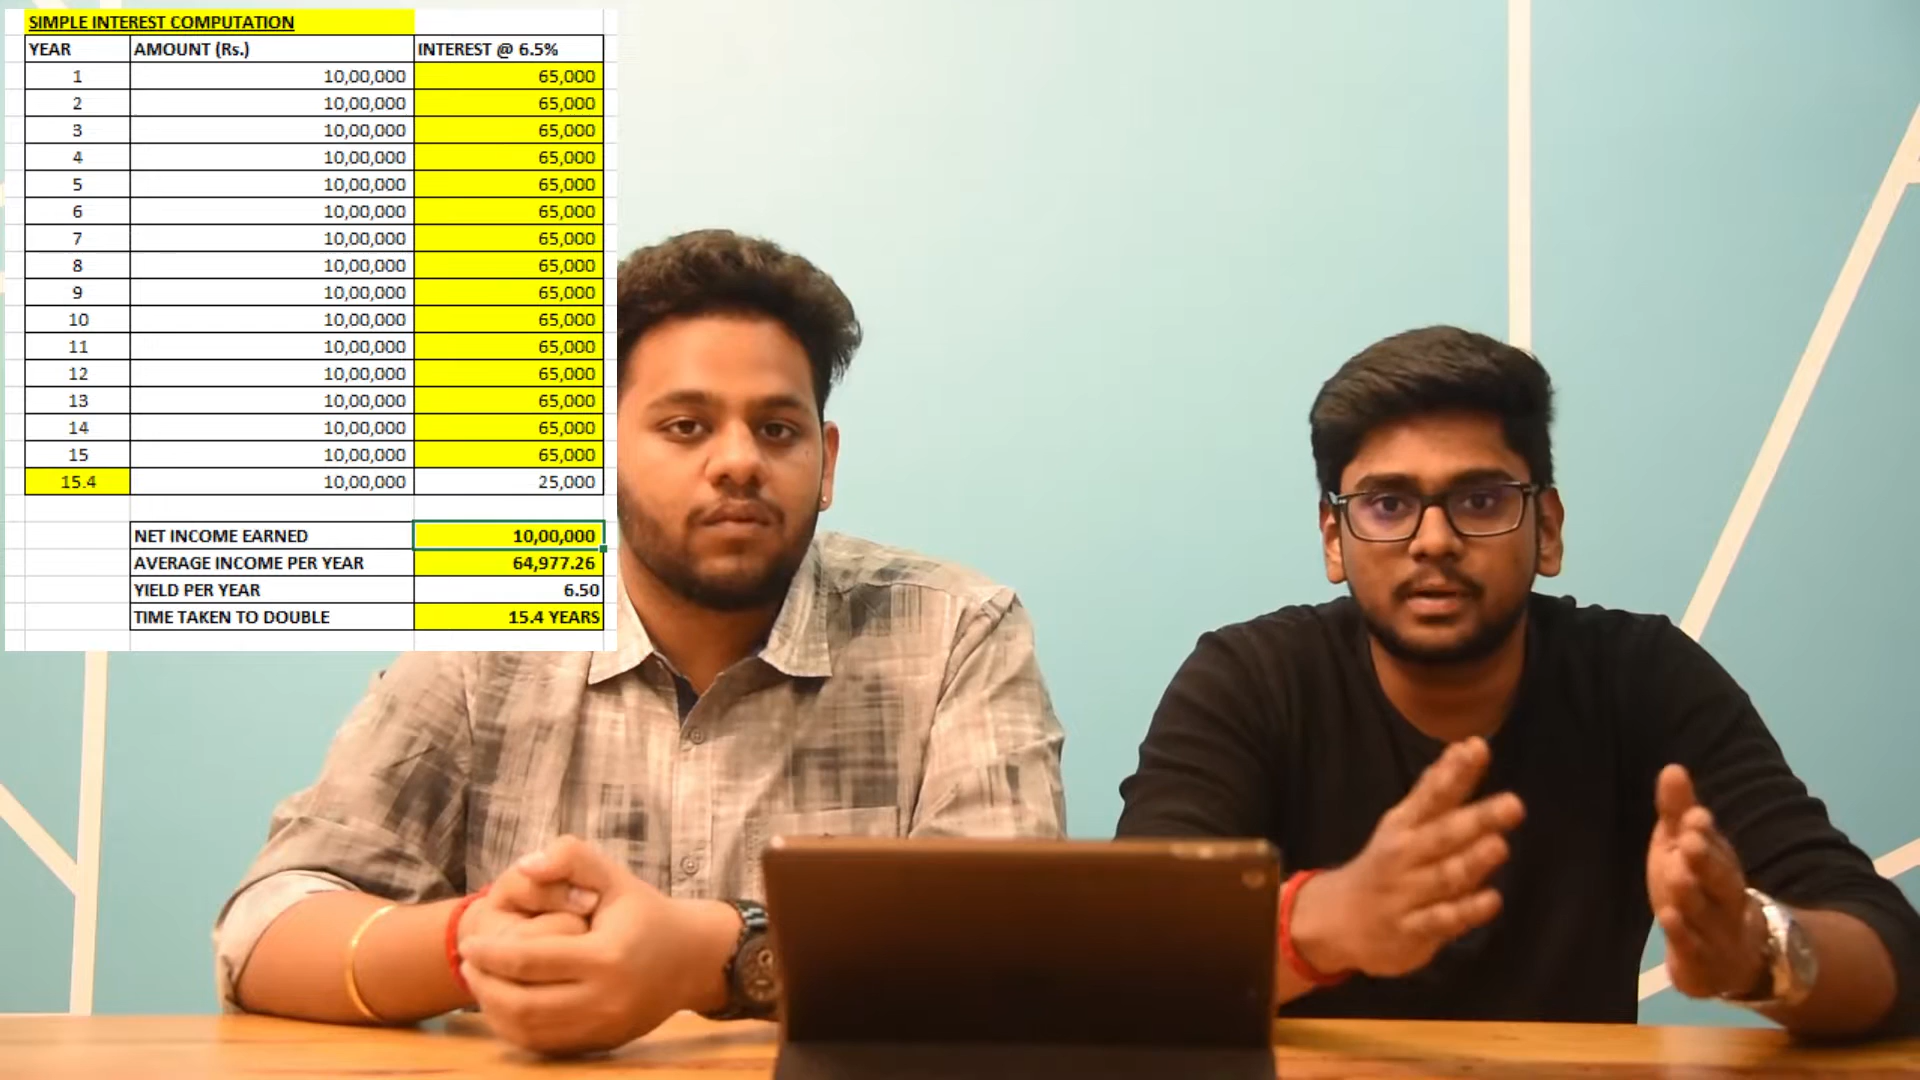 SIMPLE INTEREST COMPUTATION
YEAR AMOUNT (Rs.) INTEREST @ 6.5%
1 10,00,000 65,000
2 10,00,000 65,000
3 10,00,000 65,000
4 10,00,000 65,000
5 10,00,000 65,000
6 10,00,000 65,000
7 10,00,000 65,000
8 10,00,000 65,000
9 10,00,000 65,000
10 10,00,000 65,000
11 10,00,000 65,000
12 10,00,000 65,000
13 10,00,000 65,000
14 10,00,000 65,000
15 10,00,000 65,000
15.4 10,00,000 25,000
NET INCOME EARNED 10,00,000
AVERAGE INCOME PER YEAR 64,977.26
YIELD PER YEAR 6.50
TIME TAKEN TO DOUBLE 15.4 YEARS